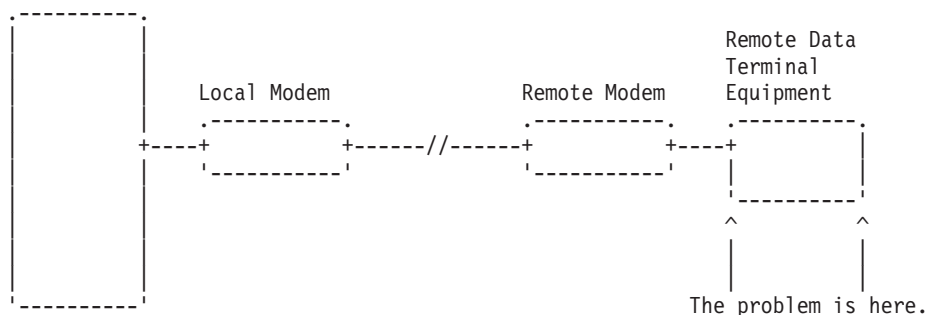 Remote Data
Terminal
Local Modem Remote Modem Equipment
The problem is here.